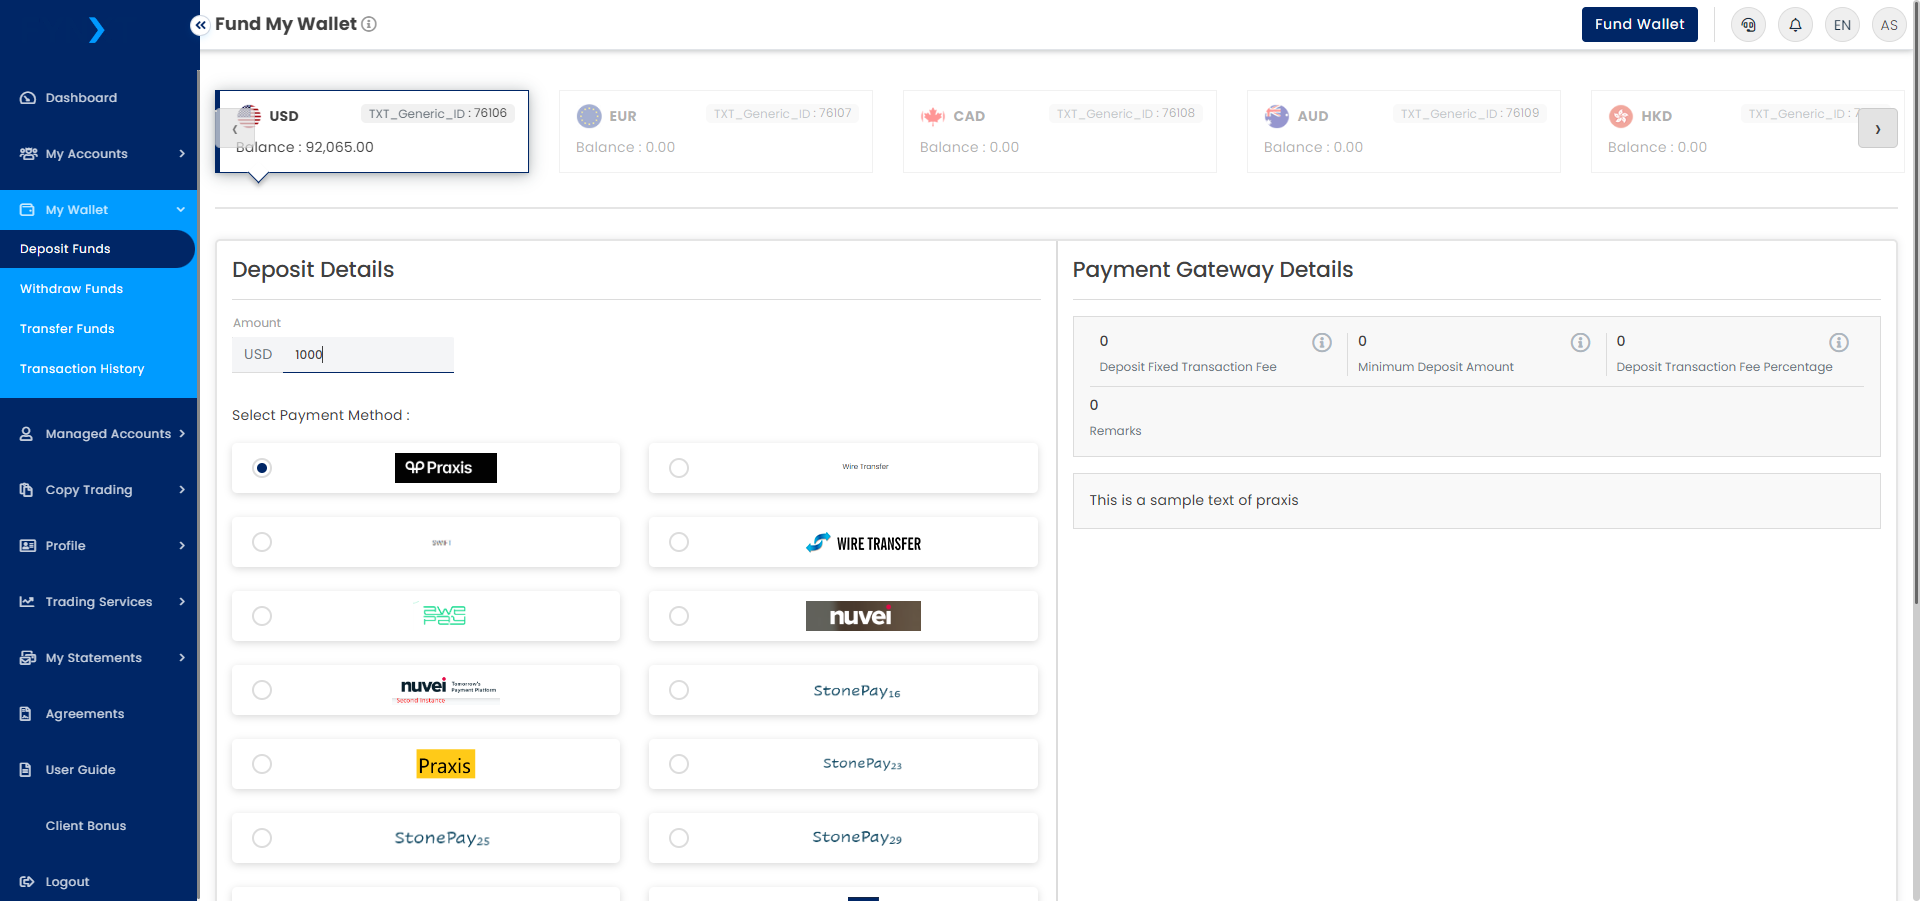 Fund My Wallet
Fund Wallet
EN
AS
Dashboard
My Accounts
My Wallet
Deposit Funds
Withdraw Funds
Transfer Funds
Transaction History
Managed Accounts
Copy Trading
Profile
Trading Services
My Statements
Agreements
User Guide
Client Bonus
Logout
USD
TXT_Generic_ID : 76106
Balance : 92,065.00
EUR
TXT_Generic_ID : 76107
Balance : 0.00
CAD
TXT_Generic_ID : 76108
Balance : 0.00
AUD
TXT_Generic_ID : 76109
Balance : 0.00
HKD
TXT_Generic_ID : 7
Balance : 0.00
Deposit Details
Amount
USD 1000
Select Payment Method :
Praxis
Wire Transfer
WIRE TRANSFER
nuvei
nuvei Tomorrow's Payment Platform
Second Instance
StonePay16
Praxis
StonePay23
StonePay25
StonePay29
Payment Gateway Details
0
Deposit Fixed Transaction Fee
0
Minimum Deposit Amount
0
Deposit Transaction Fee Percentage
0
Remarks
This is a sample text of praxis